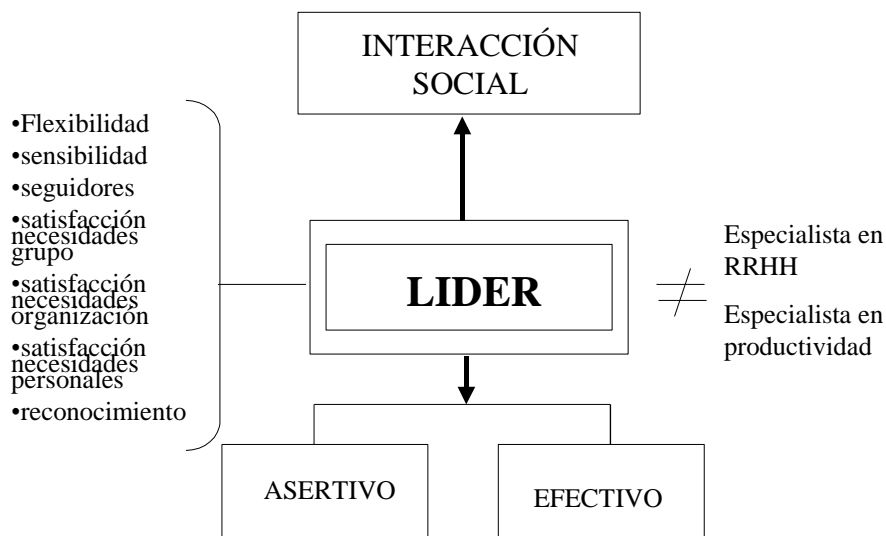 INTERACCIÓN
SOCIAL
•Flexibilidad
•sensibilidad
•seguidores
•satisfacción
necesidades
grupo
•satisfacción
necesidades
organización
•satisfacción
necesidades
personales
•reconocimiento
LIDER
Especialista en
RRHH
Especialista en
productividad
ASERTIVO
EFECTIVO